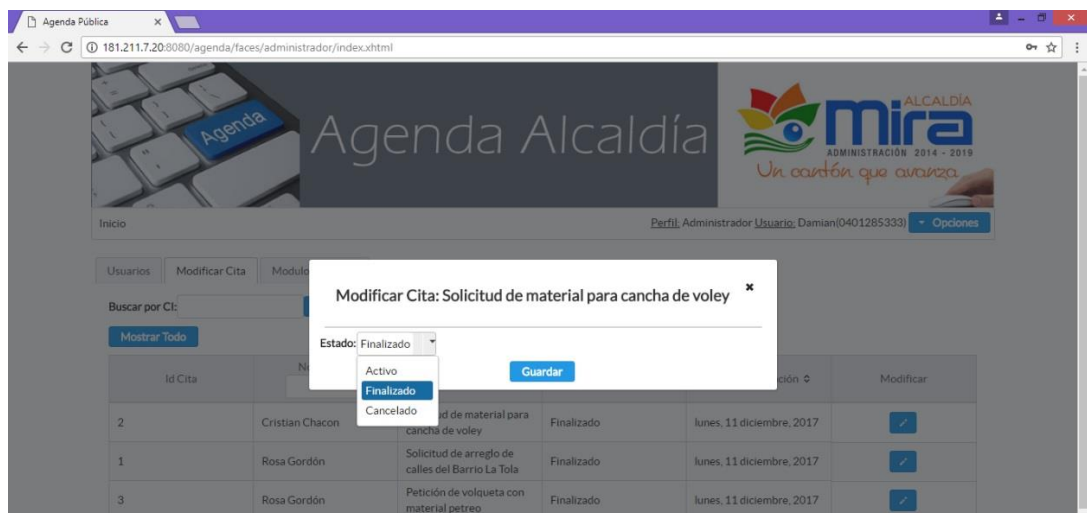 Agenda Pública
181.211.7.20:8080/agenda/faces/administrador/index.xhtml
Agenda
Agenda Alcaldía
ALCALDÍA
mira
ADMINISTRACIÓN 2014 - 2019
Un cantón que avanza
Inicio
Perfil: Administrador Usuario: Damian(0401285333) Opciones
Usuarios Modificar Cita Modulo
Buscar por CI:
Mostrar Todo
Modificar Cita: Solicitud de material para cancha de voley
Estado: Finalizado
Activo
Finalizado
Cancelado
Guardar
Id Cita Modificar
2 Cristian Chacon ud de material para cancha de voley Finalizado lunes, 11 diciembre, 2017
1 Rosa Gordón Solicitud de arreglo de calles del Barrio La Tola Finalizado lunes, 11 diciembre, 2017
3 Rosa Gordón Petición de volqueta con material petreo Finalizado lunes, 11 diciembre, 2017